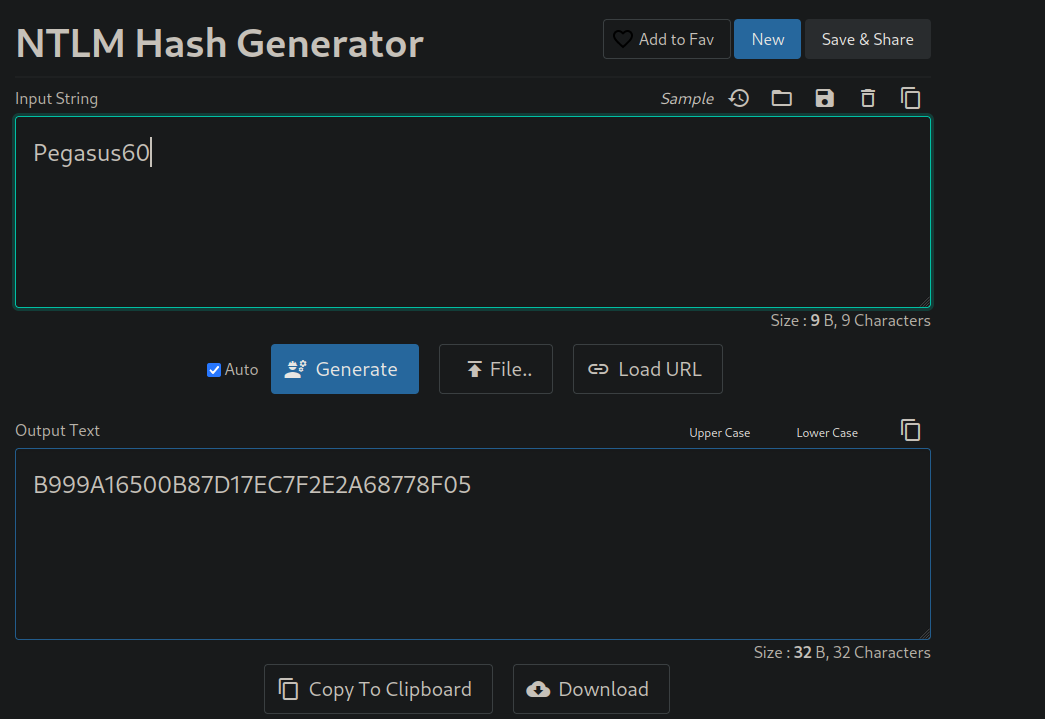 NTLM Hash Generator
Add to Fav
New
Save & Share
Input String
Sample
Pegasus60
Size : 9 B, 9 Characters
Auto
Generate
File..
Load URL
Output Text
Upper Case
Lower Case
B999A16500B87D17EC7F2E2A68778F05
Size : 32 B, 32 Characters
Copy To Clipboard
Download